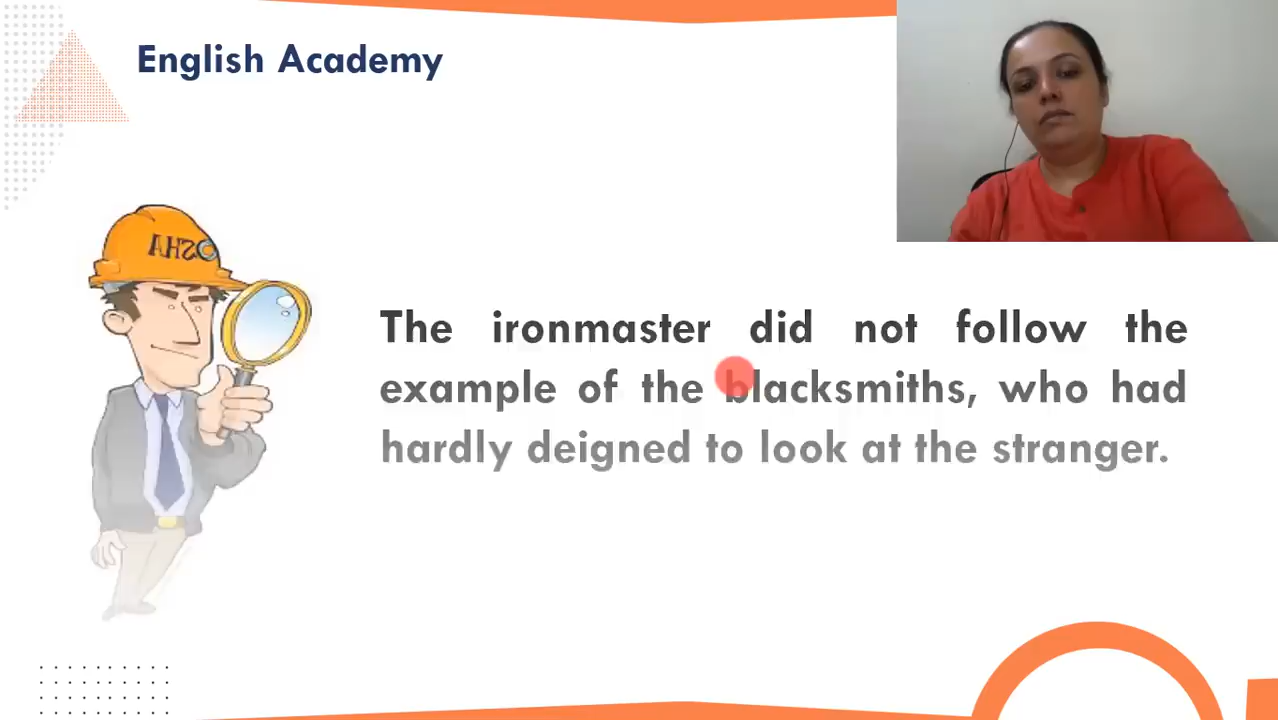 English Academy
The ironmaster did not follow the
example of the blacksmiths, who had
hardly deigned to look at the stranger.